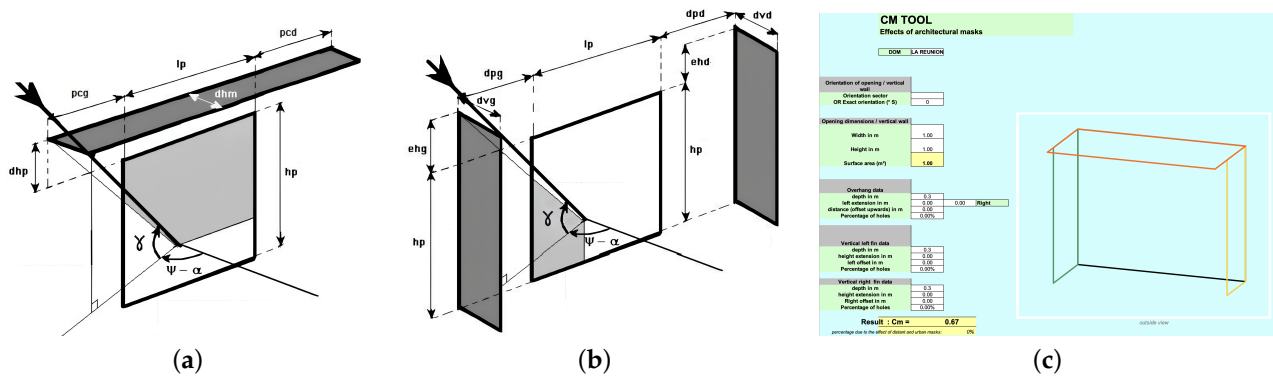 pcd
lp
pcg
dhm
dhp
hp
γ
Ψ – α
(a)
dpd
dvd
lp
ehd
dpg
dvg
ehg
hp
hp
γ
Ψ – α
(b)
CM TOOL
Effects of architectural masks
DOM LA REUNION
Orientation of opening / vertical
wall
Orientation sector
OR Exact orientation (° S) 0
Opening dimensions / vertical wall
Width in m 1.00
Height in m 1.00
Surface area (m²) 1.00
Overhang data
depth in m 0.3
left extension in m 0.00 0.00 Right
distance (offset upwards) in m 0.00
Percentage of holes 0.00%
Vertical left fin data
depth in m 0.3
height extension in m 0.00
left offset in m 0.00
Percentage of holes 0.00%
Vertical right fin data
depth in m 0.3
height extension in m 0.00
Right offset in m 0.00
Percentage of holes 0.00%
Result : Cm = 0.67
percentage due to the effect of distant and urban masks: 0%
outside view
(c)